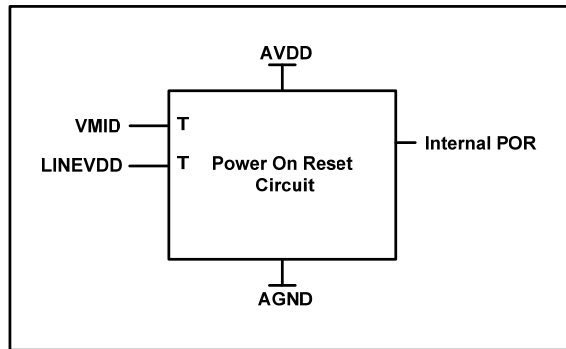 AVDD
VMID
T
Internal POR
LINEVDD
T
Power On Reset
Circuit
AGND